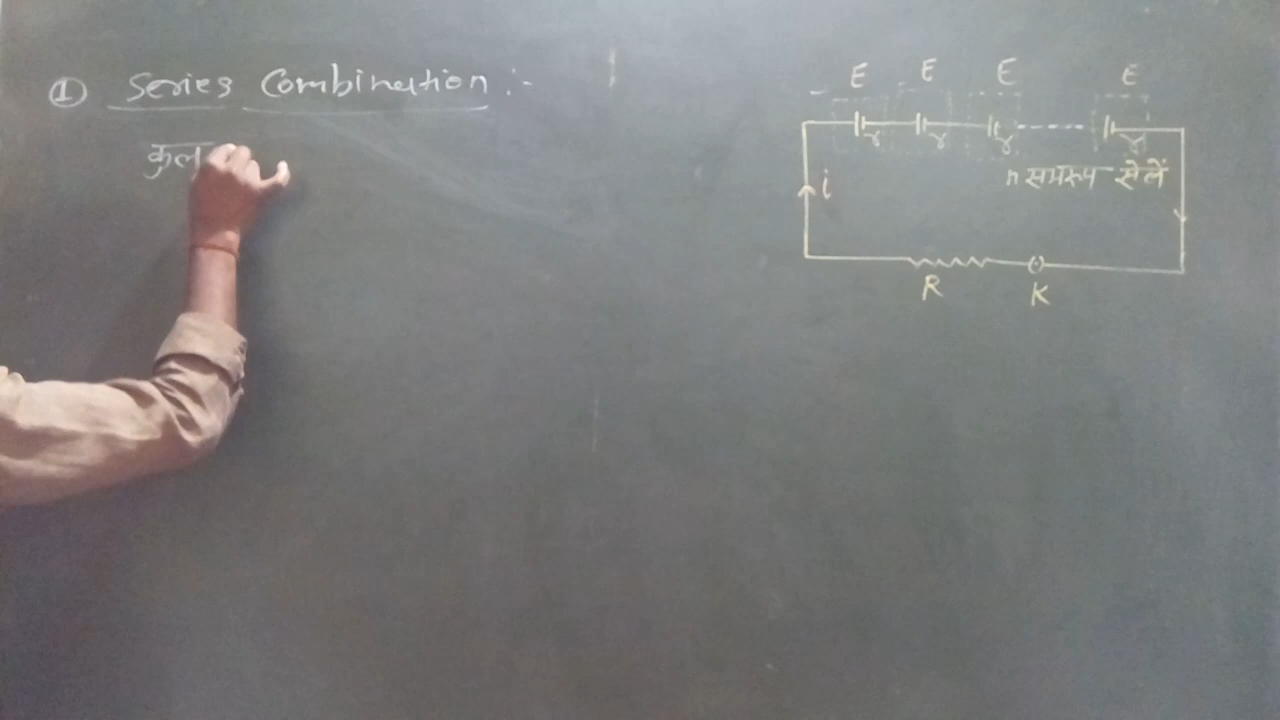 ① Series Combination :-
कुल
E E E E
r r r r
n समरूप सेलें
i
R K